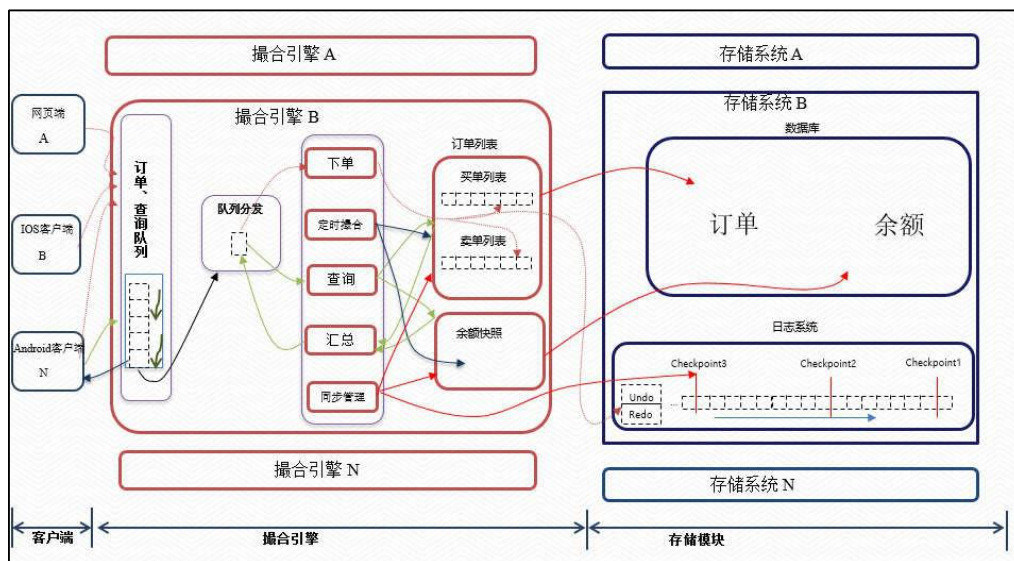 撮合引擎 A
存储系统 A
网页端
A
IOS客户端
B
Android客户端
N
撮合引擎 B
订单、查询队列
队列分发
下单
定时撮合
查询
汇总
同步管理
订单列表
买单列表
卖单列表
余额快照
存储系统 B
数据库
订单
余额
日志系统
Checkpoint3
Checkpoint2
Checkpoint1
Undo
Redo
...
撮合引擎 N
存储系统 N
客户端
撮合引擎
存储模块